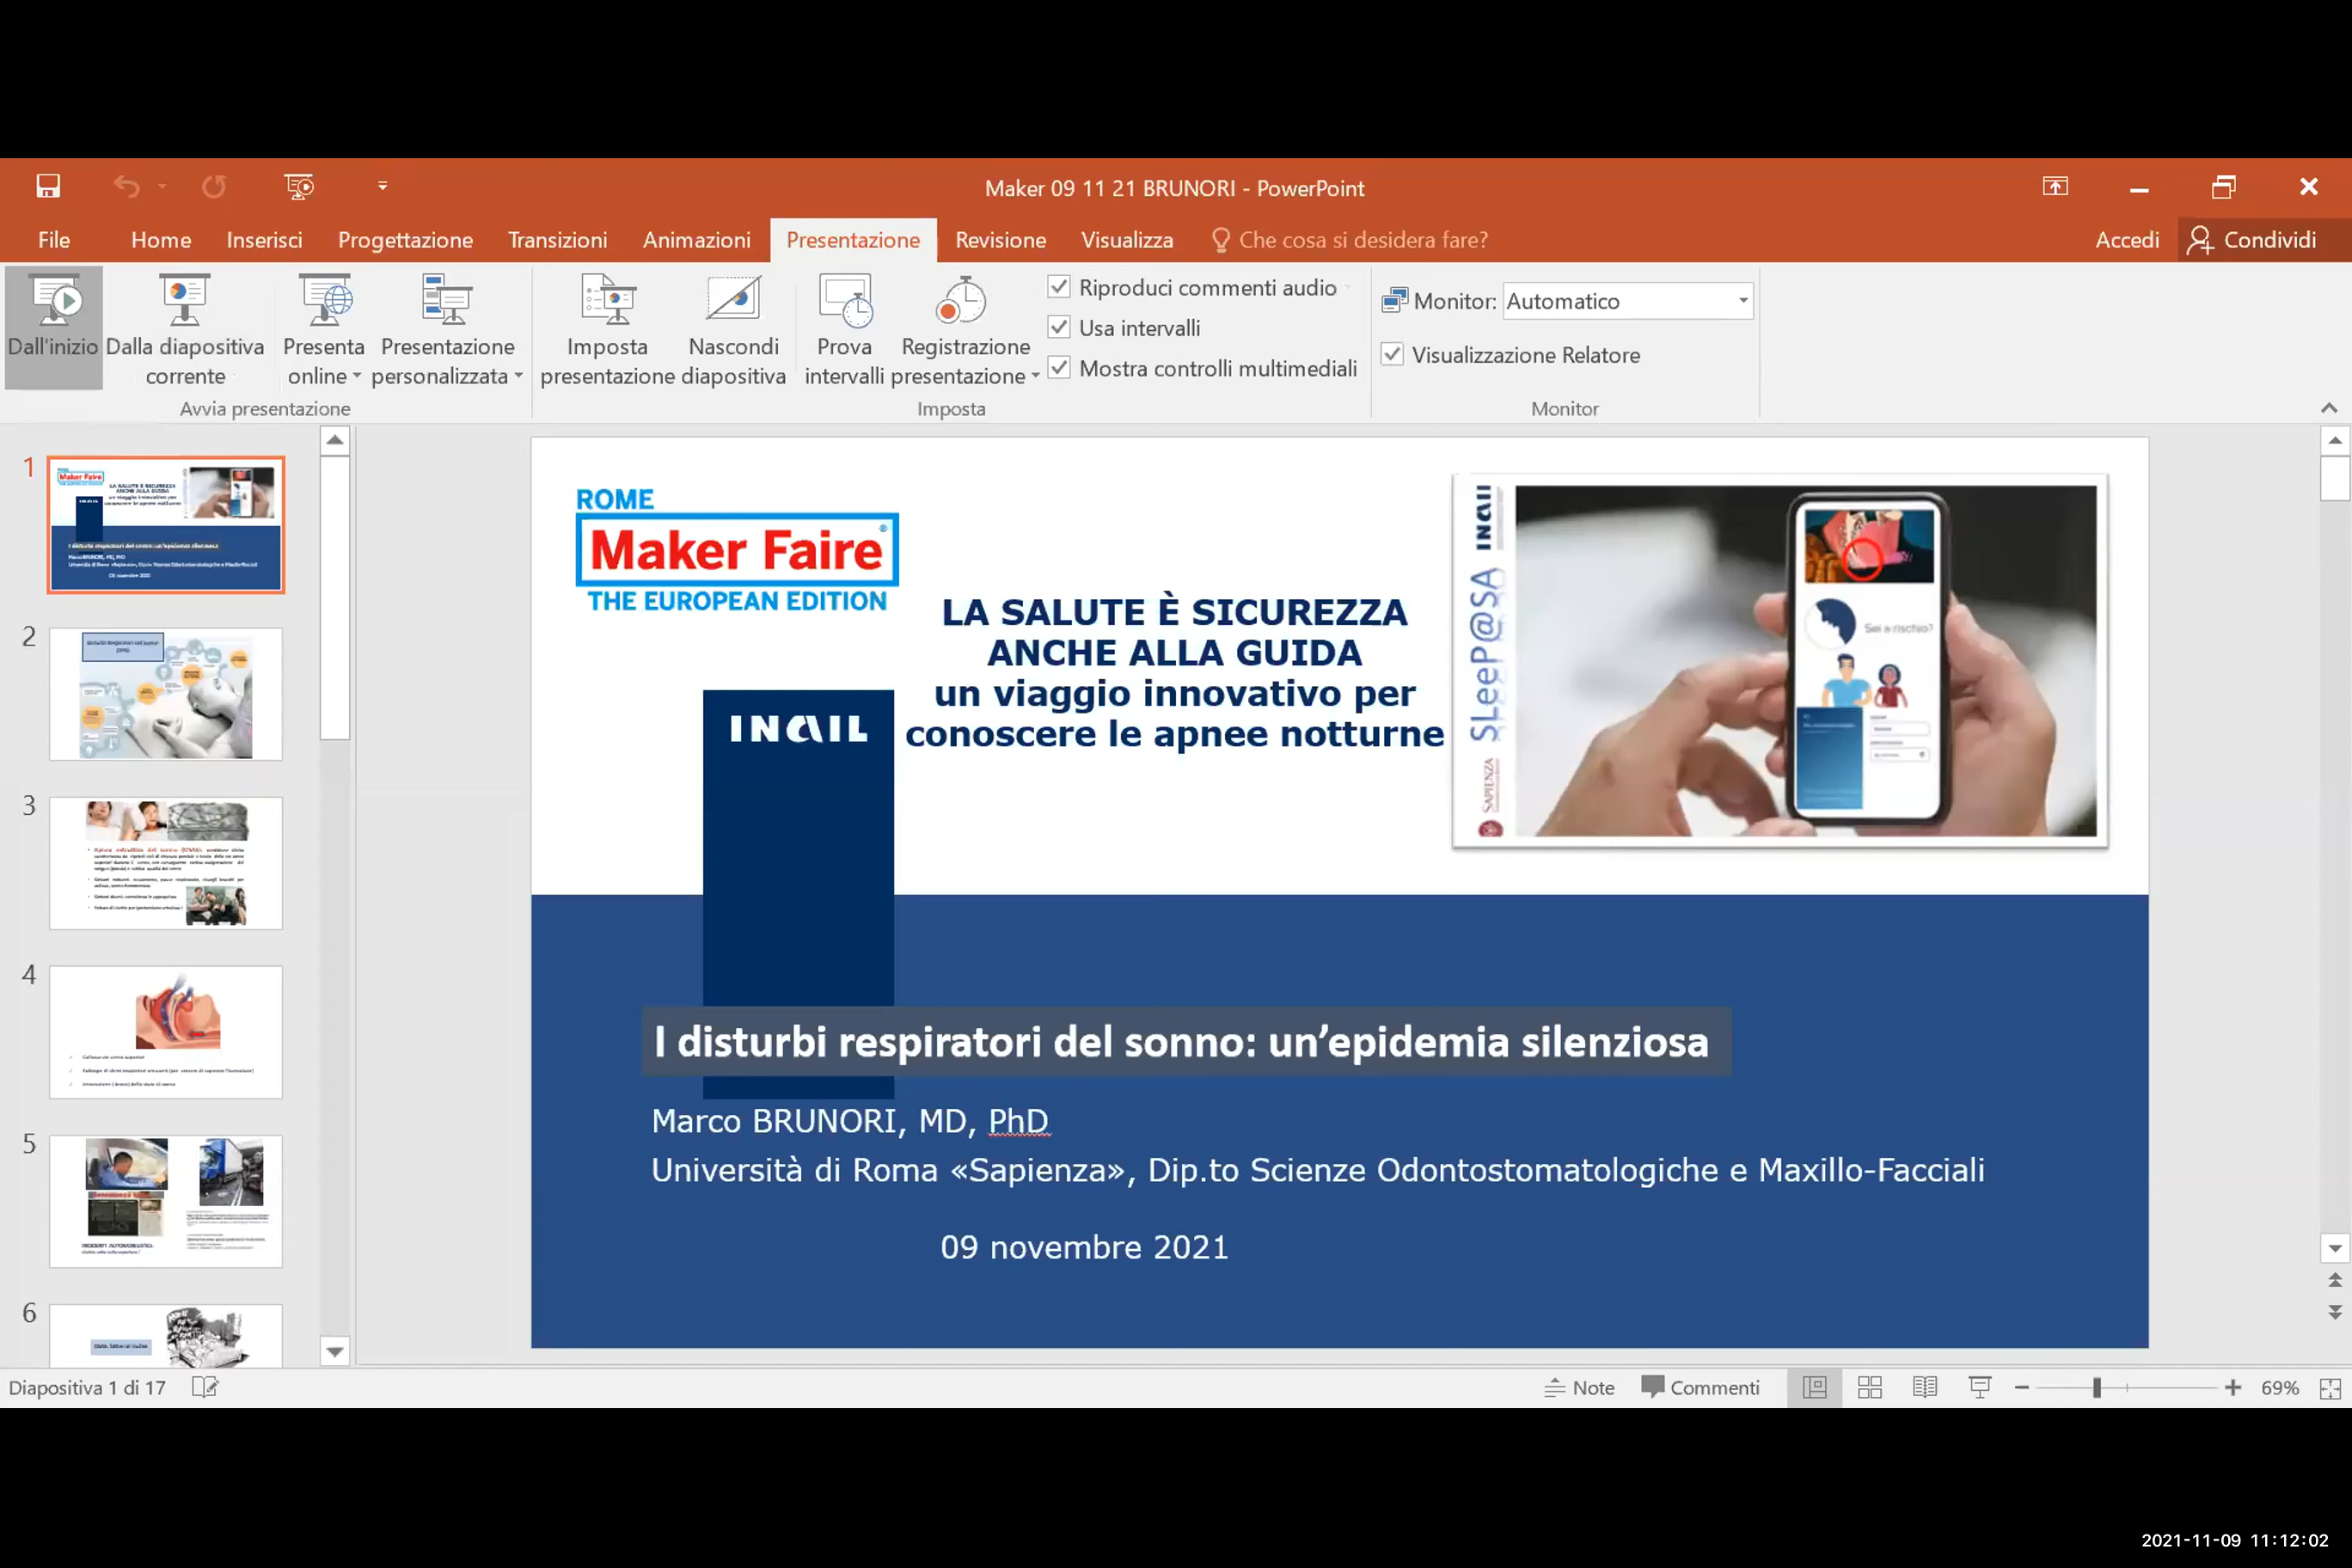 Maker 09 11 21 BRUNORI - PowerPoint
File Home Inserisci Progettazione Transizioni Animazioni Presentazione Revisione Visualizza Che cosa si desidera fare? Accedi Condividi
Dall'inizio
Dalla diapositiva corrente
Presenta online
Presentazione personalizzata
Imposta presentazione
Nascondi diapositiva
Prova intervalli
Registrazione presentazione
Riproduci commenti audio
Usa intervalli
Mostra controlli multimediali
Monitor: Automatico
Visualizzazione Relatore
Avvia presentazione
Imposta
Monitor
1
2
3
4
5
6
ROME
Maker Faire®
THE EUROPEAN EDITION
LA SALUTE È SICUREZZA
ANCHE ALLA GUIDA
un viaggio innovativo per
conoscere le apnee notturne
INAIL
INAIL
SLeeP@SA
SAPIENZA
Sei a rischio?
I disturbi respiratori del sonno: un’epidemia silenziosa
Marco BRUNORI, MD, PhD
Università di Roma «Sapienza», Dip.to Scienze Odontostomatologiche e Maxillo-Facciali
09 novembre 2021
Diapositiva 1 di 17
Note
Commenti
69%
2021-11-09 11:12:02